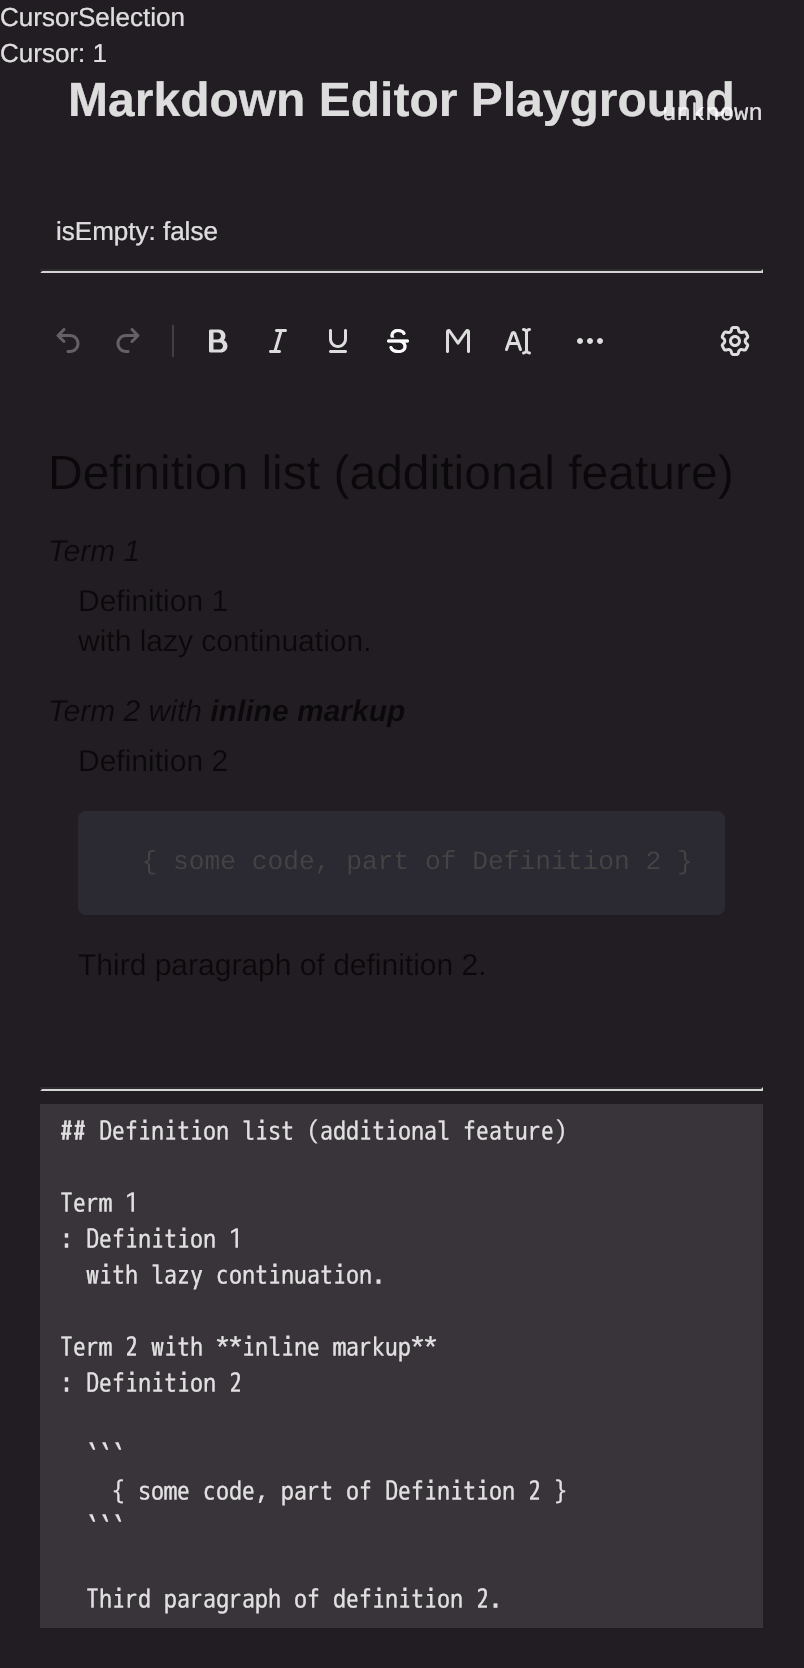 CursorSelection
Cursor: 1
Markdown Editor Playground
unknown
isEmpty: false
B I U S M A
Definition list (additional feature)
Term 1
Definition 1
with lazy continuation.
Term 2 with inline markup
Definition 2
{ some code, part of Definition 2 }
Third paragraph of definition 2.
## Definition list (additional feature)
Term 1
: Definition 1
  with lazy continuation.
Term 2 with **inline markup**
: Definition 2
  ```
    { some code, part of Definition 2 }
  ```
  Third paragraph of definition 2.